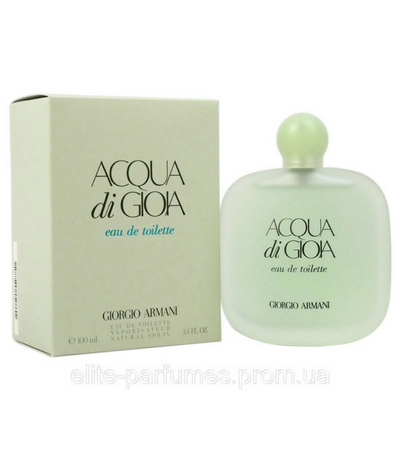 ACQUA
di GIOIA
eau de toilette
GIORGIO ARMANI
EAU DE TOILETTE
VAPORISATEUR
NATURAL SPRAY
e 100 ml
3.4 FL. OZ.
ACQUA
di GIOIA
eau de toilette
GIORGIO ARMANI
elite-parfumes.prom.ua